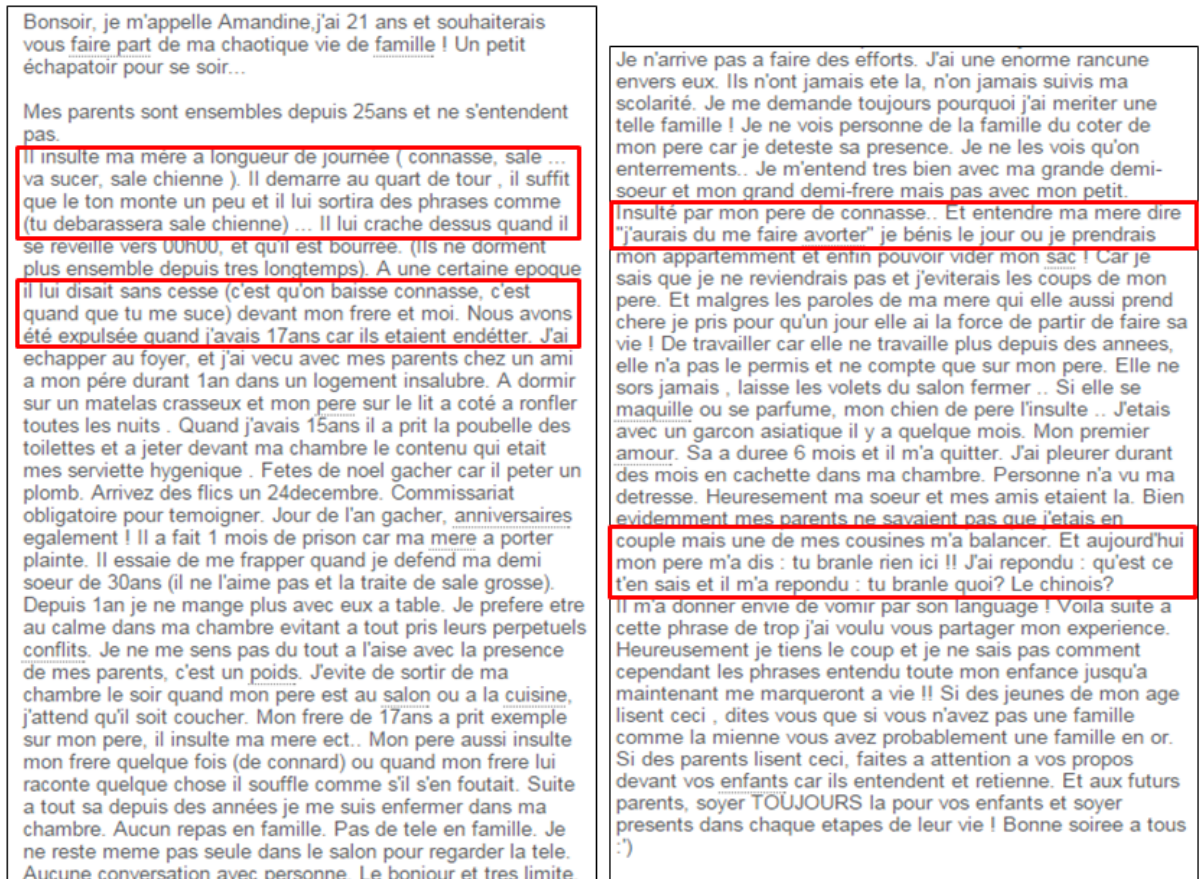 Bonsoir, je m'appelle Amandine,j'ai 21 ans et souhaiterais
vous faire part de ma chaotique vie de famille ! Un petit
échapatoir pour se soir...
Mes parents sont ensembles depuis 25ans et ne s'entendent
pas.
Il insulte ma mère a longueur de journée ( connasse, sale ...
va sucer, sale chienne ). Il demarre au quart de tour , il suffit
que le ton monte un peu et il lui sortira des phrases comme
(tu debarassera sale chienne) ... Il lui crache dessus quand il
se reveille vers 00h00, et qu'il est bourrée. (Ils ne dorment
plus ensemble depuis tres longtemps). A une certaine epoque
il lui disait sans cesse (c'est qu'on baisse connasse, c'est
quand que tu me suce) devant mon frere et moi. Nous avons
été expulsée quand j'avais 17ans car ils etaient endétter. J'ai
echapper au foyer, et j'ai vecu avec mes parents chez un ami
a mon pére durant 1an dans un logement insalubre. A dormir
sur un matelas crasseux et mon pere sur le lit a coté a ronfler
toutes les nuits . Quand j'avais 15ans il a prit la poubelle des
toilettes et a jeter devant ma chambre le contenu qui etait
mes serviette hygenique . Fetes de noel gacher car il peter un
plomb. Arrivez des flics un 24decembre. Commissariat
obligatoire pour temoigner. Jour de l'an gacher, anniversaires
egalement ! Il a fait 1 mois de prison car ma mere a porter
plainte. Il essaie de me frapper quand je defend ma demi
soeur de 30ans (il ne l'aime pas et la traite de sale grosse).
Depuis 1an je ne mange plus avec eux a table. Je prefere etre
au calme dans ma chambre evitant a tout pris leurs perpetuels
conflits. Je ne me sens pas du tout a l'aise avec la presence
de mes parents, c'est un poids. J'evite de sortir de ma
chambre le soir quand mon pere est au salon ou a la cuisine,
j'attend qu'il soit coucher. Mon frere de 17ans a prit exemple
sur mon pere, il insulte ma mere ect.. Mon pere aussi insulte
mon frere quelque fois (de connard) ou quand mon frere lui
raconte quelque chose il souffle comme s'il s'en foutait. Suite
a tout sa depuis des années je me suis enfermer dans ma
chambre. Aucun repas en famille. Pas de tele en famille. Je
ne reste meme pas seule dans le salon pour regarder la tele.
Aucune conversation avec personne. Le bonjour et tres limite.
Je n'arrive pas a faire des efforts. J'ai une enorme rancune
envers eux. Ils n'ont jamais ete la, n'on jamais suivis ma
scolarité. Je me demande toujours pourquoi j'ai meriter une
telle famille ! Je ne vois personne de la famille du coter de
mon pere car je deteste sa presence. Je ne les vois qu'on
enterrements.. Je m'entend tres bien avec ma grande demi-
soeur et mon grand demi-frere mais pas avec mon petit.
Insulté par mon pere de connasse.. Et entendre ma mere dire
"j'aurais du me faire avorter" je bénis le jour ou je prendrais
mon appartemment et enfin pouvoir vider mon sac ! Car je
sais que je ne reviendrais pas et j'eviterais les coups de mon
pere. Et malgres les paroles de ma mere qui elle aussi prend
chere je pris pour qu'un jour elle ai la force de partir de faire sa
vie ! De travailler car elle ne travaille plus depuis des annees,
elle n'a pas le permis et ne compte que sur mon pere. Elle ne
sors jamais , laisse les volets du salon fermer .. Si elle se
maquille ou se parfume, mon chien de pere l'insulte .. J'etais
avec un garcon asiatique il y a quelque mois. Mon premier
amour. Sa a duree 6 mois et il m'a quitter. J'ai pleurer durant
des mois en cachette dans ma chambre. Personne n'a vu ma
detresse. Heuresement ma soeur et mes amis etaient la. Bien
evidemment mes parents ne savaient pas que j'etais en
couple mais une de mes cousines m'a balancer. Et aujourd'hui
mon pere m'a dis : tu branle rien ici !! J'ai repondu : qu'est ce
t'en sais et il m'a repondu : tu branle quoi? Le chinois?
Il m'a donner envie de vomir par son language ! Voila suite a
cette phrase de trop j'ai voulu vous partager mon experience.
Heureusement je tiens le coup et je ne sais pas comment
cependant les phrases entendu toute mon enfance jusqu'a
maintenant me marqueront a vie !! Si des jeunes de mon age
lisent ceci , dites vous que si vous n'avez pas une famille
comme la mienne vous avez probablement une famille en or.
Si des parents lisent ceci, faites a attention a vos propos
devant vos enfants car ils entendent et retienne. Et aux futurs
parents, soyer TOUJOURS la pour vos enfants et soyer
presents dans chaque etapes de leur vie ! Bonne soiree a tous
:')